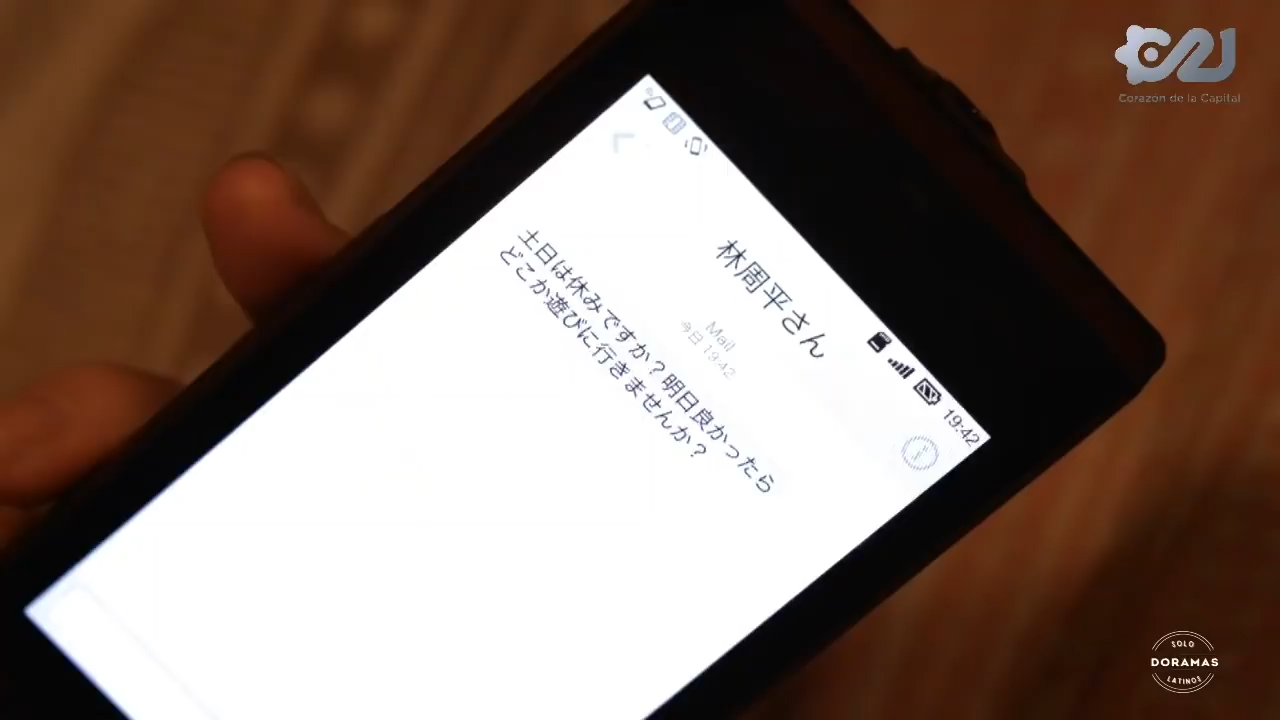 Corazón de la Capital
19:42
林周平さん
Mail
今日 19:42
土日は休みですか？明日良かったら
どこか遊びに行きませんか？
SOLO
DORAMAS
LATINOS